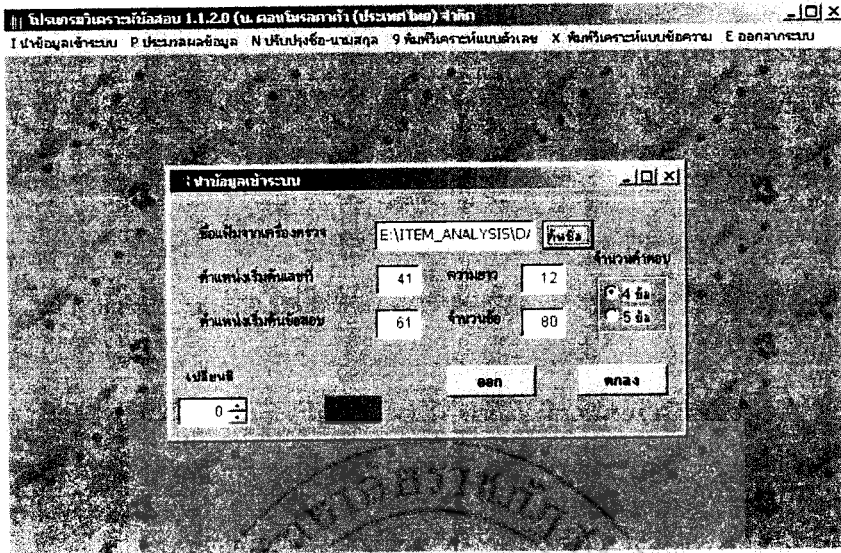 โปรแกรมวิเคราะห์ข้อสอบ 1.1.2.0 (บ. คอนโทรลดาต้า (ประเทศไทย) จำกัด
I นำข้อมูลเข้าระบบ P ประมวลผลข้อมูล N ปรับปรุงชื่อ-นามสกุล 9 พิมพ์วิเคราะห์แบบตัวเลข X พิมพ์วิเคราะห์แบบข้อความ E ออกจากระบบ
นำข้อมูลเข้าระบบ
ชื่อแฟ้มจากเครื่องตรวจ E:\ITEM_ANALYSIS\D/ ค้นชื่อ
จำนวนคำตอบ
ตำแหน่งเริ่มต้นเลขที่ 41 ความยาว 12
4 ข้อ
5 ข้อ
ตำแหน่งเริ่มต้นข้อสอบ 61 จำนวนข้อ 80
เปลี่ยนสี
ออก ตกลง
0